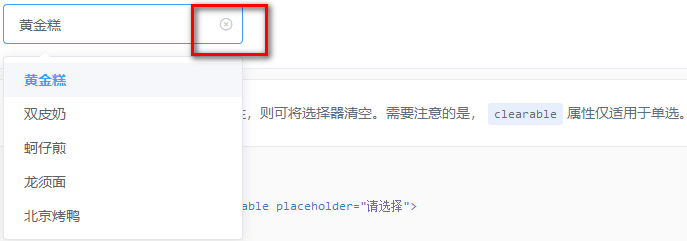 黄金糕
黄金糕
双皮奶
，则可将选择器清空。需要注意的是， clearable 属性仅适用于单选。
蚵仔煎
龙须面
able placeholder="请选择">
北京烤鸭